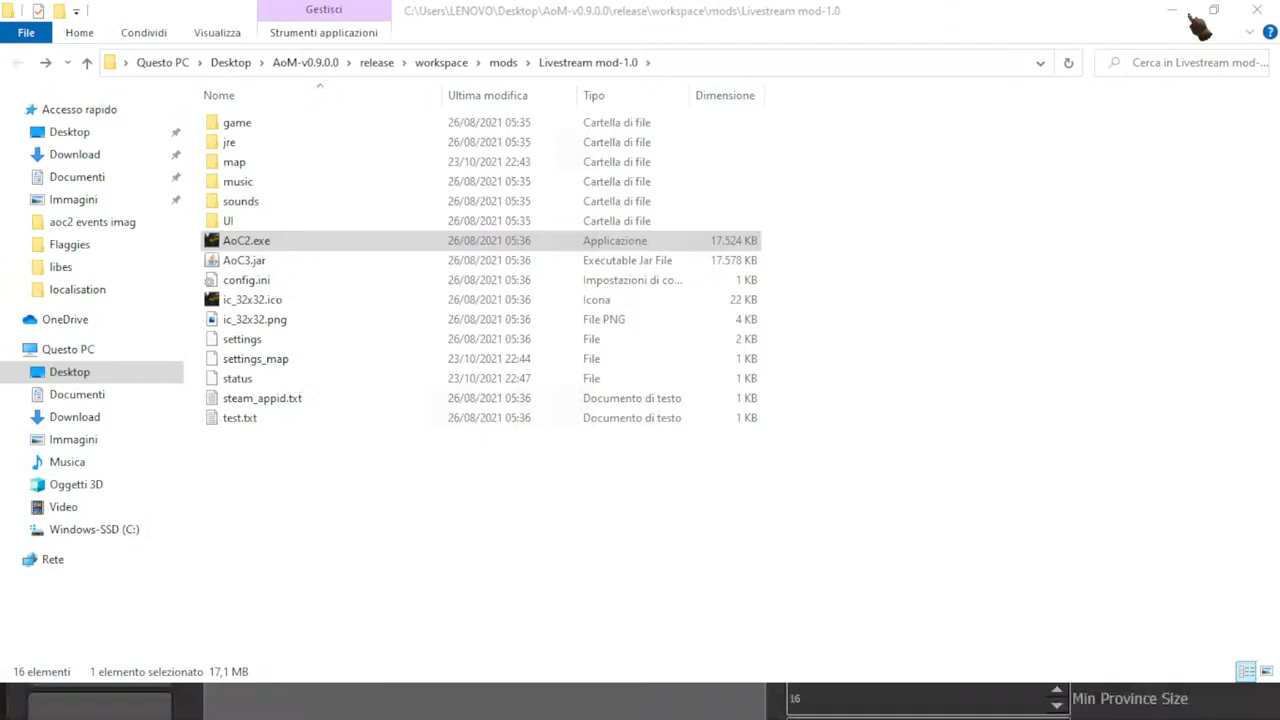 Gestisci
C:\Users\LENOVO\Desktop\AoM-v0.9.0.0\release\workspace\mods\Livestream mod-1.0
File Home Condividi Visualizza Strumenti applicazioni
Questo PC > Desktop > AoM-v0.9.0.0 > release > workspace > mods > Livestream mod-1.0 >
Cerca in Livestream mod-...
Nome Ultima modifica Tipo Dimensione
Accesso rapido
Desktop
Download
Documenti
Immagini
aoc2 events imag
Flaggies
libes
localisation
OneDrive
Questo PC
Desktop
Documenti
Download
Immagini
Musica
Oggetti 3D
Video
Windows-SSD (C:)
Rete
game 26/08/2021 05:35 Cartella di file
jre 26/08/2021 05:35 Cartella di file
map 23/10/2021 22:43 Cartella di file
music 26/08/2021 05:35 Cartella di file
sounds 26/08/2021 05:35 Cartella di file
UI 26/08/2021 05:35 Cartella di file
AoC2.exe 26/08/2021 05:36 Applicazione 17.524 KB
AoC3.jar 26/08/2021 05:36 Executable Jar File 17.578 KB
config.ini 26/08/2021 05:36 Impostazioni di co... 1 KB
ic_32x32.ico 26/08/2021 05:36 Icona 22 KB
ic_32x32.png 26/08/2021 05:36 File PNG 4 KB
settings 26/08/2021 05:36 File 2 KB
settings_map 23/10/2021 22:44 File 1 KB
status 23/10/2021 22:47 File 1 KB
steam_appid.txt 26/08/2021 05:36 Documento di testo 1 KB
test.txt 26/08/2021 05:36 Documento di testo 1 KB
16 elementi 1 elemento selezionato 17,1 MB
16 Min Province Size